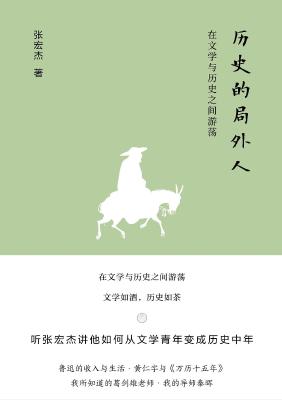 历史的局外人
在文学与历史之间游荡
张宏杰 著
在文学与历史之间游荡
文学如酒，历史如茶
听张宏杰讲他如何从文学青年变成历史中年
鲁迅的收入与生活·黄仁宇与《万历十五年》
我所知道的葛剑雄老师·我的导师秦晖